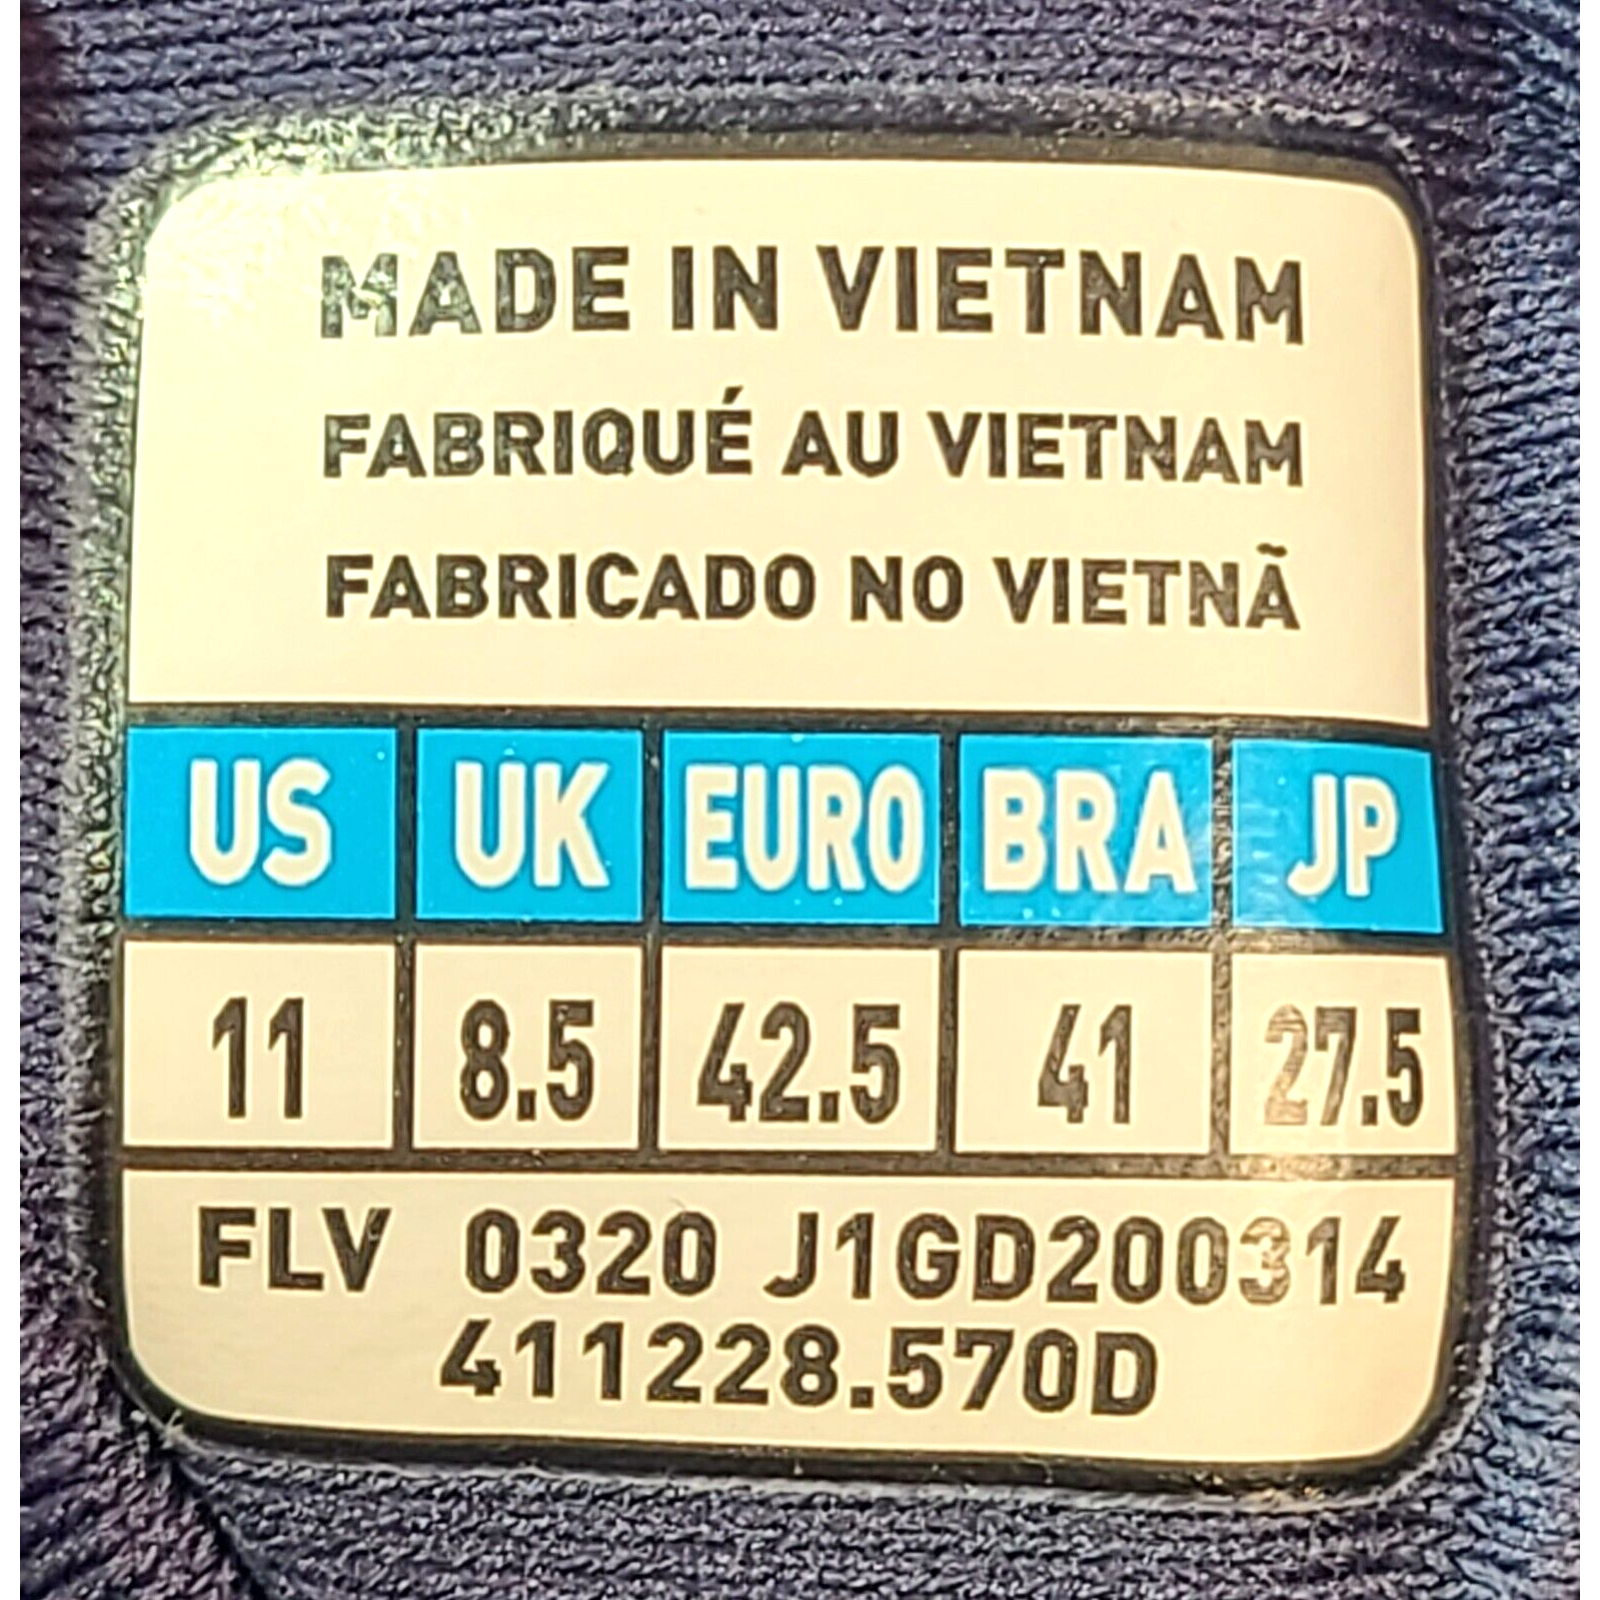 MADE IN VIETNAM
FABRIQUÉ AU VIETNAM
FABRICADO NO VIETNÃ
US UK EURO BRA JP
11 8.5 42.5 41 27.5
FLV 0320 J1GD200314
411228.570D